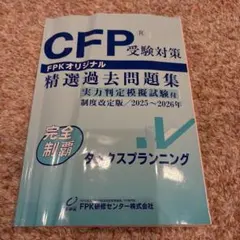 CFP® 受験対策
FPKオリジナル
精選過去問題集
実力判定模擬試験付
制度改定版/2025~2026年
完全
制覇
タックスプランニング
FPK研修センター株式会社